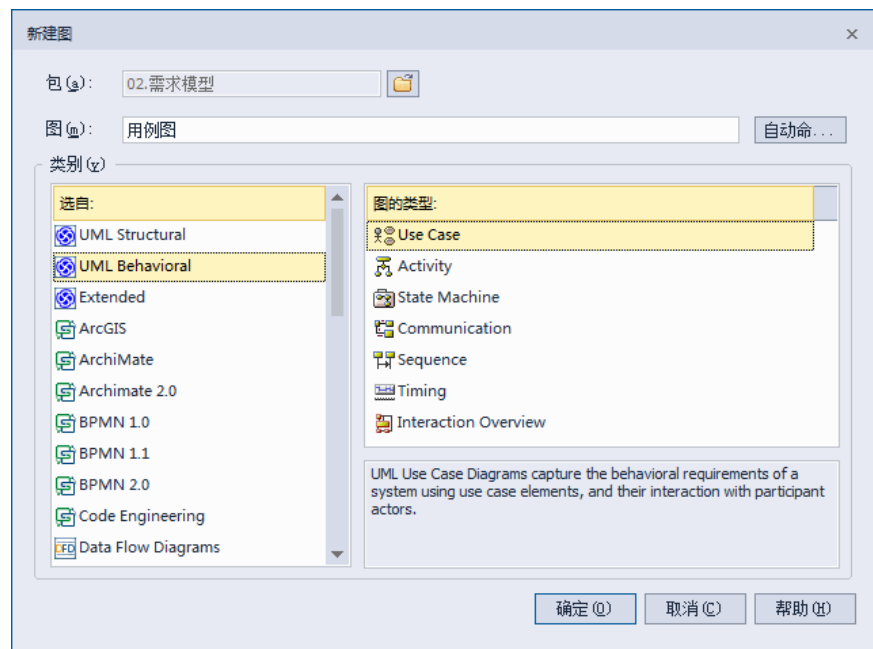 新建图
包(a):
02.需求模型
图(m):
用例图
自动命...
类别(y)
选自:
UML Structural
UML Behavioral
Extended
ArcGIS
ArchiMate
Archimate 2.0
BPMN 1.0
BPMN 1.1
BPMN 2.0
Code Engineering
DFD Data Flow Diagrams
图的类型:
Use Case
Activity
State Machine
Communication
Sequence
Timing
Interaction Overview
UML Use Case Diagrams capture the behavioral requirements of a
system using use case elements, and their interaction with participant
actors.
确定(O)
取消(C)
帮助(H)